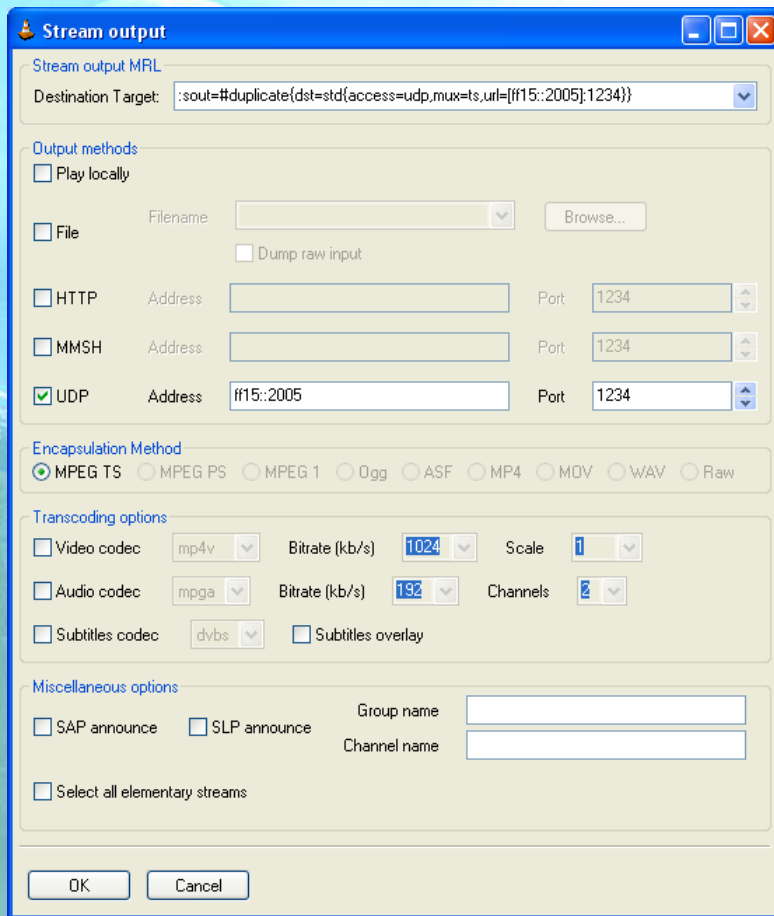 Stream output
Stream output MRL
Destination Target: :sout=#duplicate{dst=std{access=udp,mux=ts,url=[ff15::2005]:1234}}
Output methods
Play locally
File Filename Browse...
Dump raw input
HTTP Address Port 1234
MMSH Address Port 1234
UDP Address ff15::2005 Port 1234
Encapsulation Method
MPEG TS MPEG PS MPEG 1 Ogg ASF MP4 MOV WAV Raw
Transcoding options
Video codec mp4v Bitrate (kb/s) 1024 Scale 1
Audio codec mpga Bitrate (kb/s) 192 Channels 2
Subtitles codec dvbs Subtitles overlay
Miscellaneous options
SAP announce SLP announce Group name
Channel name
Select all elementary streams
OK Cancel